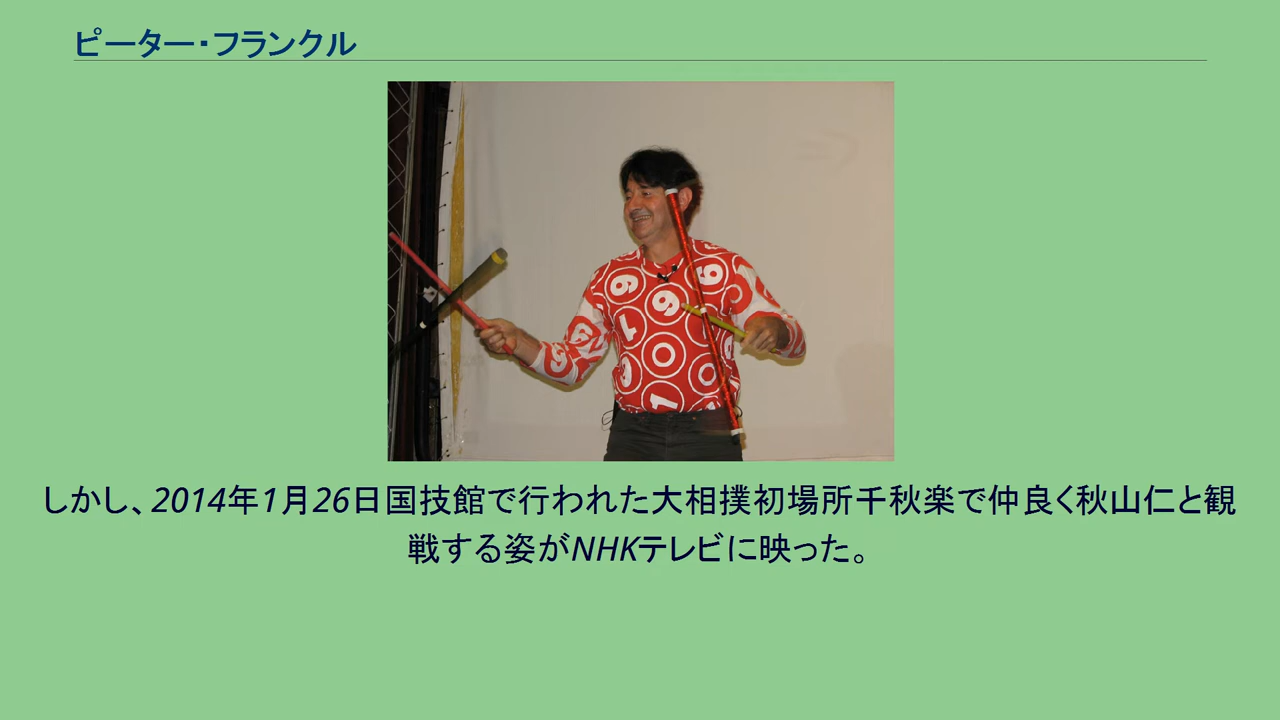 ピーター・フランクル
しかし、2014年1月26日国技館で行われた大相撲初場所千秋楽で仲良く秋山仁と観
戦する姿がNHKテレビに映った。